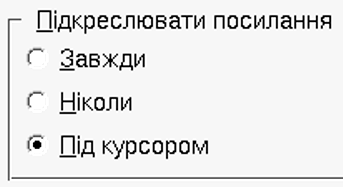 Підкреслювати посилання
Завжди
Ніколи
Під курсором